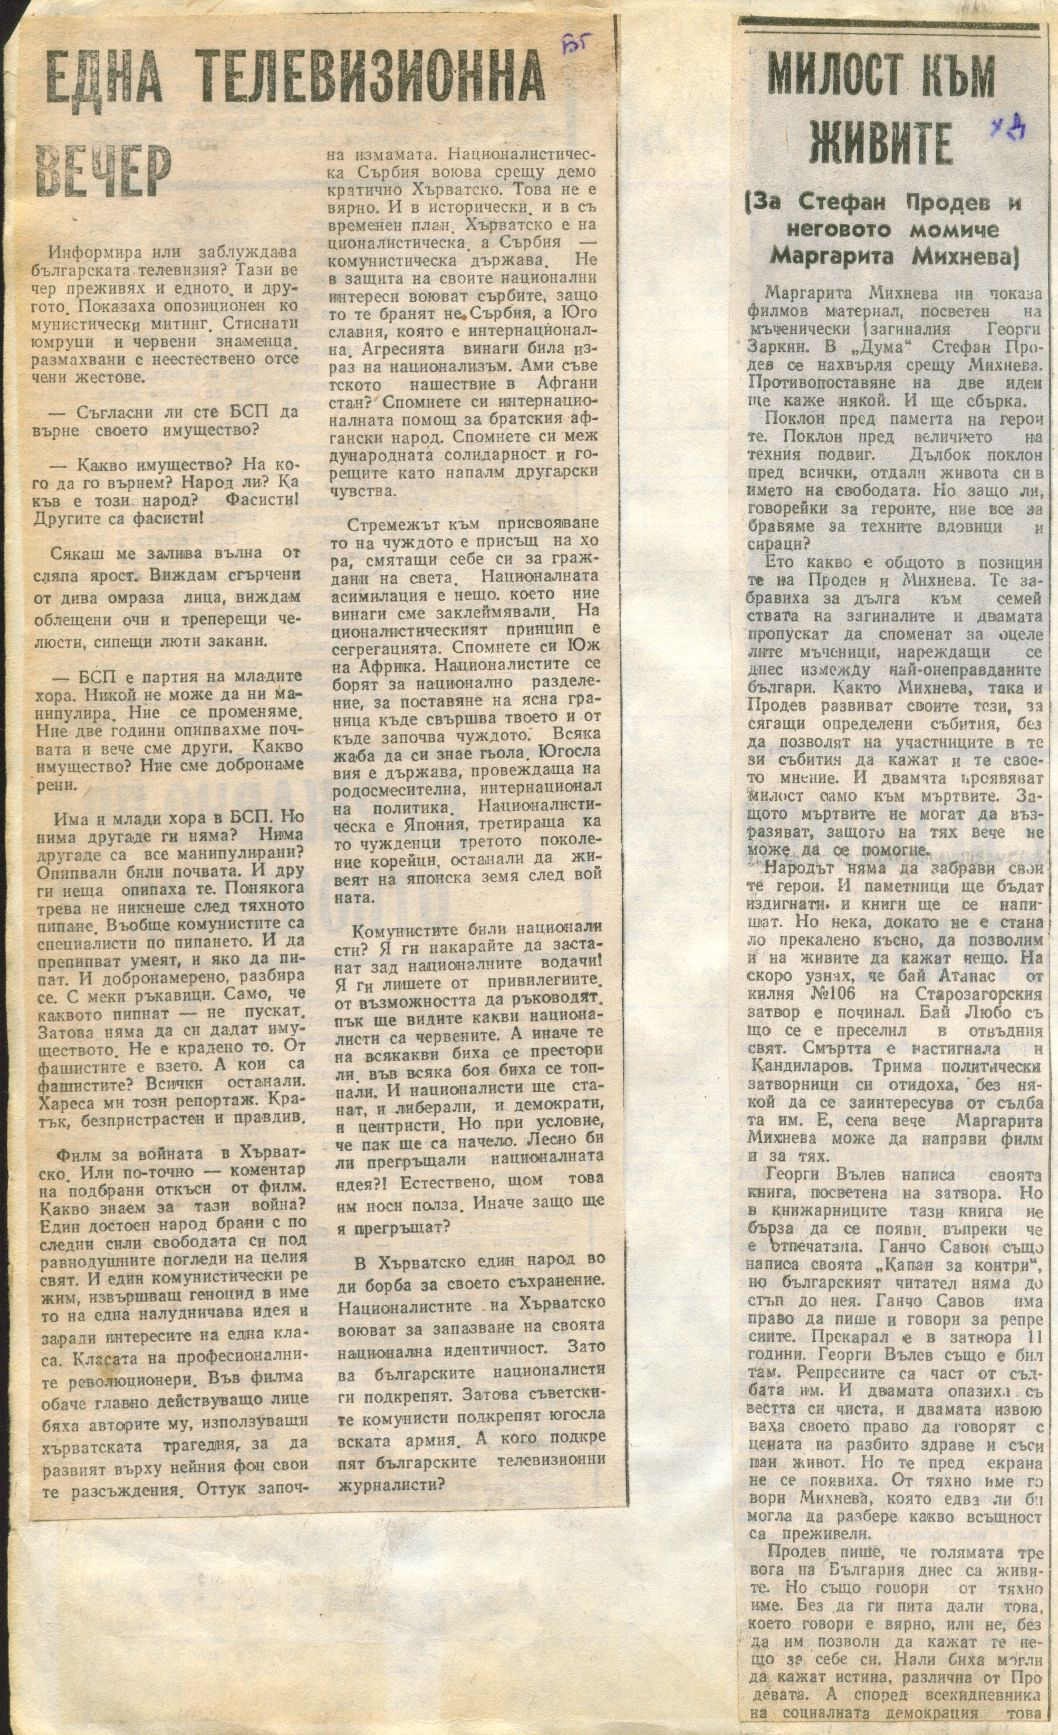 ЕДНА ТЕЛЕВИЗИОННА
ВЕЧЕР
ВГ
Информира или заблуждава
българската телевизия? Тази ве
чер преживях и едното, и дру-
гото. Показаха опозиционен ко
мунистически митинг. Стиснати
юмруци и червени знаменца,
размахвани с неестествено отсе
чени жестове.
— Съгласни ли сте БСП да
върне своето имущество?
— Какво имущество? На ко-
го да го върнем? Народ ли? Ка
къв е този народ? Фасисти!
Другите са фасисти!
Сякаш ме залива вълна от
сляпа ярост. Виждам сгърчени
от дива омраза лица, виждам
облещени очи и треперещи че-
люсти, сипещи люти закани.
— БСП е партия на младите
хора. Никой не може да ни ма-
нипулира. Ние се променяме.
Ние две години опипвахме поч-
вата и вече сме други. Какво
имущество? Ние сме добронаме
рени.
Има и млади хора в БСП. Но
нима другаде ги няма? Нима
другаде са все манипулирани?
Опипвали били почвата. И дру
ги неща опипаха те. Понякога
трева не никнеше след тяхното
пипане. Въобще комунистите са
специалисти по пипането. И да
препипват умеят, и яко да пи-
пат. И добронамерено, разбира
се. С меки ръкавици. Само, че
каквото пипнат — не пускат.
Затова няма да си дадат иму-
ществото. Не е крадено то. От
фашистите е взето. А кои са
фашистите? Всички останали.
Хареса ми този репортаж. Кра-
тък, безпристрастен и правдив.
Филм за войната в Хърват-
ско. Или по-точно — коментар
на подбрани откъси от филм.
Какво знаем за тази война?
Един достоен народ брани с по
следни сили свободата си под
равнодушните погледи на целия
свят. И един комунистически ре
жим, извършващ геноцид в име
то на една налудничава идея и
заради интересите на една кла-
са. Класата на професионални-
те революционери. Във филма
обаче главно действуващо лице
бяха авторите му, използуващи
хърватската трагедия, за да
развият върху нейния фон свои
те разсъждения. Оттук започ-
на измамата. Националистичес-
ка Сърбия воюва срещу демо
кратично Хърватско. Това не е
вярно. И в исторически, и в съ
временен план. Хърватско е на
ционалистическа, а Сърбия —
комунистическа държава. Не
в защита на своите национални
интереси воюват сърбите, защо
то те бранят не Сърбия, а Юго
славия, която е интернационал-
на. Агресията винаги била из-
раз на национализъм. Ами съве
тското нашествие в Афгани
стан? Спомнете си интернацио-
налната помощ за братския аф-
гански народ. Спомнете си меж
дународната солидарност и го-
рещите като напалм другарски
чувства.
Стремежът към присвояване
то на чуждото е присъщ на хо
ра, смятащи себе си за граж-
дани на света. Националната
асимилация е нещо, което ние
винаги сме заклеймявали. На
ционалистическият принцип е
сегрегацията. Спомнете си Юж
на Африка. Националистите се
борят за национално разделе-
ние, за поставяне на ясна гра-
ница къде свършва твоето и от
къде започва чуждото. Всяка
жаба да си знае гьола. Югосла
вия е държава, провеждаща на
родосмесителна, интернационал
на политика. Националисти-
ческа е Япония, третираща ка
то чужденци третото поколе-
ние корейци, останали да жи-
веят на японска земя след вой
ната.
Комунистите били национали
сти? Я ги накарайте да заста-
нат зад националните водачи!
Я ги лишете от привилегиите,
от възможността да ръководят,
пък ще видите какви национа-
листи са червените. А иначе те
на всякакви биха се престори
ли, във всяка боя биха се топ-
нали. И националисти ще ста-
нат, и либерали, и демократи,
и центристи. Но при условие,
че пак ще са начело. Лесно би
ли прегръщали националната
идея?! Естествено, щом това
им носи полза. Иначе защо ще
я прегръщат?
В Хърватско един народ во
ди борба за своето съхранение.
Националистите на Хърватско
воюват за запазване на своята
национална идентичност. Зато
ва българските националисти
ги подкрепят. Затова съветски-
те комунисти подкрепят югосла
вската армия. А кого подкре
пят българските телевизионни
журналисти?
МИЛОСТ КЪМ
ЖИВИТЕ
ХД
(За Стефан Продев и
неговото момиче
Маргарита Михнева)
Маргарита Михнева ни показа
филмов материал, посветен на
мъченически загиналия Георги
Заркин. В „Дума“ Стефан Про-
дев се нахвърля срещу Михнева.
Противопоставяне на две идеи
ще каже някой. И ще сбърка.
Поклон пред паметта на герои
те. Поклон пред величието на
техния подвиг. Дълбок поклон
пред всички, отдали живота си в
името на свободата. Но защо ли,
говорейки за героите, ние все за
бравяме за техните вдовици и
сираци?
Ето какво е общото в позиции
те на Продев и Михнева. Те за-
бравиха за дълга към семей
ствата на загиналите и двамата
пропускат да споменат за оцеле
лите мъченици, нареждащи се
днес измежду най-онеправданите
българи. Както Михнева, така и
Продев развиват своите тези, за
сягащи определени събития, без
да позволят на участниците в те
зи събития да кажат и те свое-
то мнение. И двамата проявяват
милост само към мъртвите. За-
щото мъртвите не могат да въз-
разяват, защото на тях вече не
може да се помогне.
Народът няма да забрави свои
те герои. И паметници ще бъдат
издигнати, и книги ще се напи-
шат. Но нека, докато не е стана
ло прекалено късно, да позволим
и на живите да кажат нещо. На
скоро узнах, че бай Атанас от
килия №106 на Старозагорския
затвор е починал. Бай Любо съ
що се е преселил в отвъдния
свят. Смъртта е настигнала и
Кандиларов. Трима политически
затворници си отидоха, без ня-
кой да се заинтересува от съдба
та им. Е, сега вече Маргарита
Михнева може да направи филм
и за тях.
Георги Вълев написа своята
книга, посветена на затвора. Но
в книжарниците тази книга не
бърза да се появи, въпреки че
е отпечатана. Ганчо Савов също
написа своята „Капан за контри“,
но българският читател няма до
стъп до нея. Ганчо Савов има
право да пише и говори за репре
сиите. Прекарал е в затвора 11
години. Георги Вълев също е бил
там. Репресиите са част от съд-
бата им. И двамата опазиха съ
вестта си чиста, и двамата извою
ваха своето право да говорят с
цената на разбито здраве и съси
пан живот. Но те пред екрана
не се появиха. От тяхно име го
вори Михнева, която едва ли би
могла да разбере какво всъщност
са преживели.
Продев пише, че голямата тре
вога на България днес са живи-
те. Но също говори от тяхно
име. Без да ги пита дали това,
което говори е вярно, или не, без
да им позволи да кажат те не-
що за себе си. Нали биха могли
да кажат истина, различна от Про
девата. А според всекидневника
на социалната демокрация това